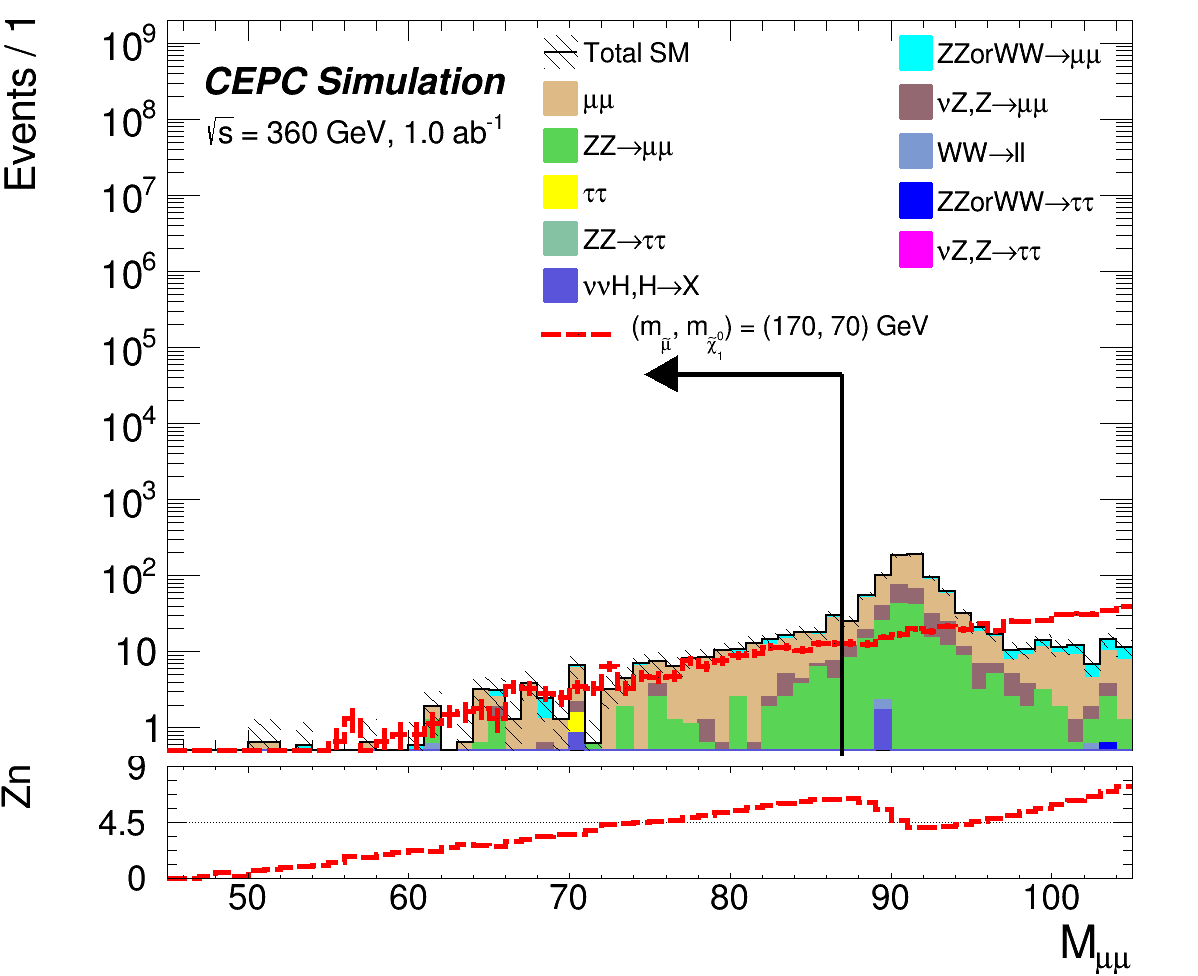 Events / 1
10⁹
10⁸
10⁷
10⁶
10⁵
10⁴
10³
10²
10
1
CEPC Simulation
√s = 360 GeV, 1.0 ab⁻¹
Total SM
μμ
ZZ→μμ
ττ
ZZ→ττ
ννH,H→X
(m_μ̃, m_χ̃₁⁰) = (170, 70) GeV
ZZorWW→μμ
νZ,Z→μμ
WW→ll
ZZorWW→ττ
νZ,Z→ττ
Zn
9
4.5
0
50 60 70 80 90 100
M_μμ